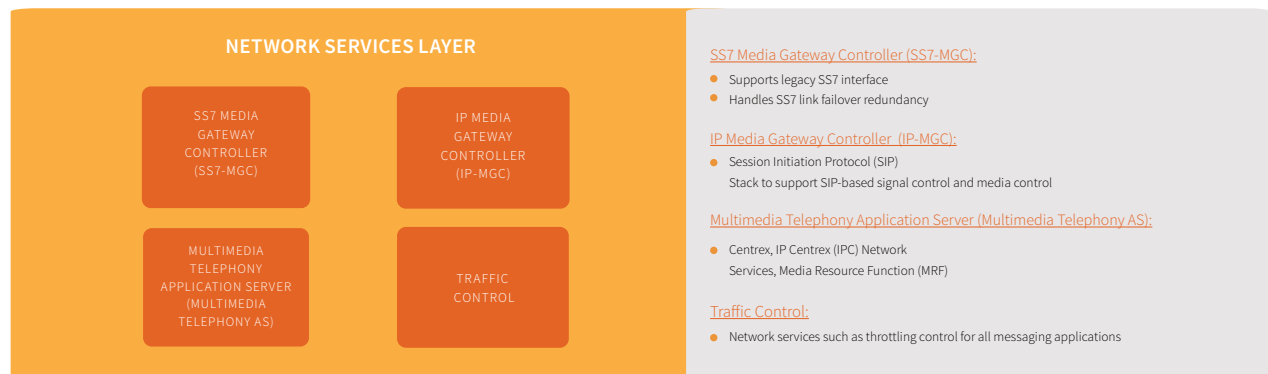 NETWORK SERVICES LAYER
SS7 MEDIA
GATEWAY
CONTROLLER
(SS7-MGC)
IP MEDIA
GATEWAY
CONTROLLER
(IP-MGC)
MULTIMEDIA
TELEPHONY
APPLICATION SERVER
(MULTIMEDIA
TELEPHONY AS)
TRAFFIC
CONTROL
SS7 Media Gateway Controller (SS7-MGC):
Supports legacy SS7 interface
Handles SS7 link failover redundancy
IP Media Gateway Controller (IP-MGC):
Session Initiation Protocol (SIP)
Stack to support SIP-based signal control and media control
Multimedia Telephony Application Server (Multimedia Telephony AS):
Centrex, IP Centrex (IPC) Network
Services, Media Resource Function (MRF)
Traffic Control:
Network services such as throttling control for all messaging applications